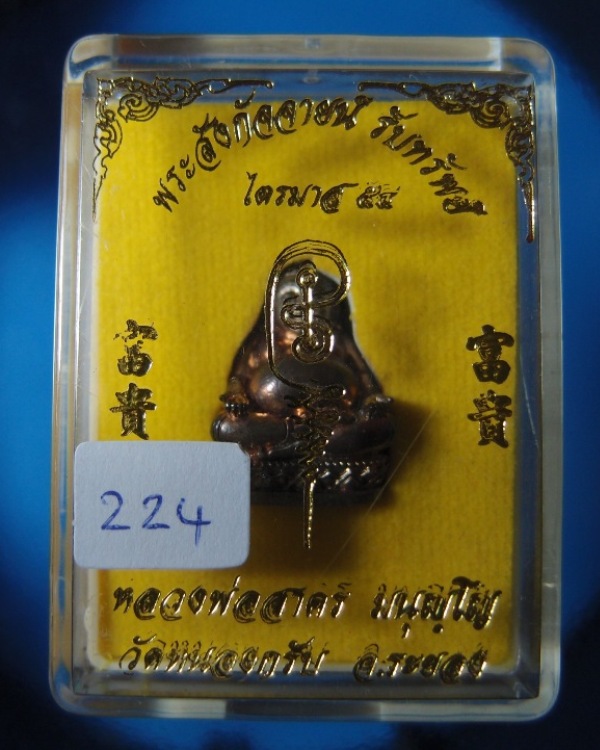 พระสังกัจจายน์ รับทรัพย์
ไตรมาส ๕๔
富貴
富貴
224
หลวงพ่อสาคร มนุญฺโญ
วัดหนองกรับ จ.ระยอง